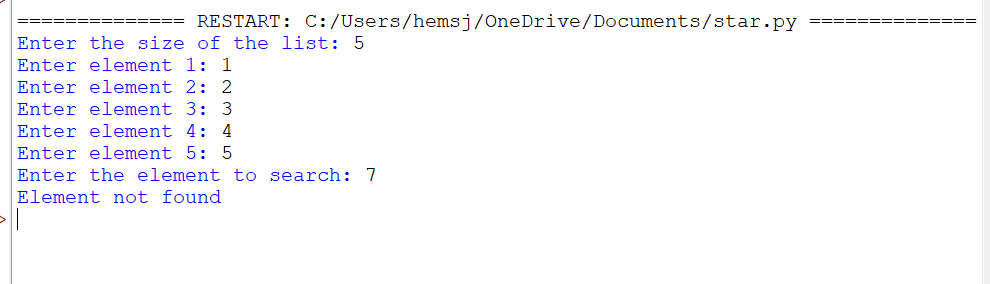 ============== RESTART: C:/Users/hemsj/OneDrive/Documents/star.py ==============
Enter the size of the list: 5
Enter element 1: 1
Enter element 2: 2
Enter element 3: 3
Enter element 4: 4
Enter element 5: 5
Enter the element to search: 7
Element not found
>